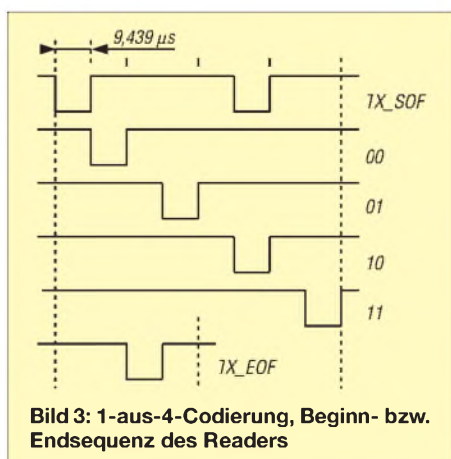 9,439 µs
TX_SOF
00
01
10
11
TX_EOF
Bild 3: 1-aus-4-Codierung, Beginn- bzw.
Endsequenz des Readers